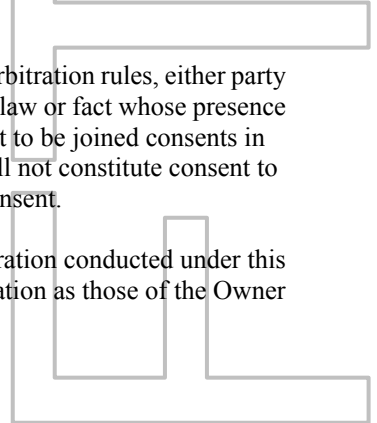 rbitration rules, either party
law or fact whose presence
t to be joined consents in
ll not constitute consent to
nsent.
ration conducted under this
ation as those of the Owner